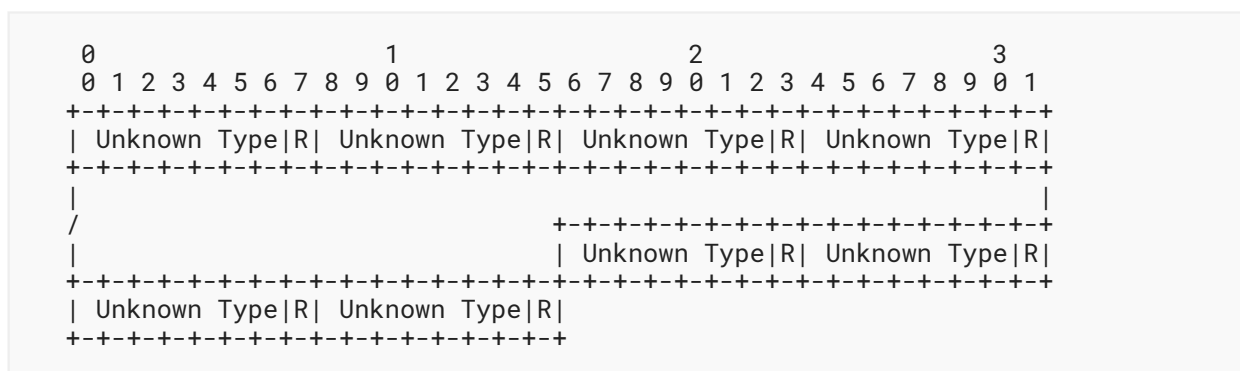 0                   1                   2                   3
 0 1 2 3 4 5 6 7 8 9 0 1 2 3 4 5 6 7 8 9 0 1 2 3 4 5 6 7 8 9 0 1
+-+-+-+-+-+-+-+-+-+-+-+-+-+-+-+-+-+-+-+-+-+-+-+-+-+-+-+-+-+-+-+-+
| Unknown Type|R| Unknown Type|R| Unknown Type|R| Unknown Type|R|
+-+-+-+-+-+-+-+-+-+-+-+-+-+-+-+-+-+-+-+-+-+-+-+-+-+-+-+-+-+-+-+-+
|                                                               |
/                               +-+-+-+-+-+-+-+-+-+-+-+-+-+-+-+-+
|                               | Unknown Type|R| Unknown Type|R|
+-+-+-+-+-+-+-+-+-+-+-+-+-+-+-+-+-+-+-+-+-+-+-+-+-+-+-+-+-+-+-+-+
| Unknown Type|R| Unknown Type|R|
+-+-+-+-+-+-+-+-+-+-+-+-+-+-+-+-+